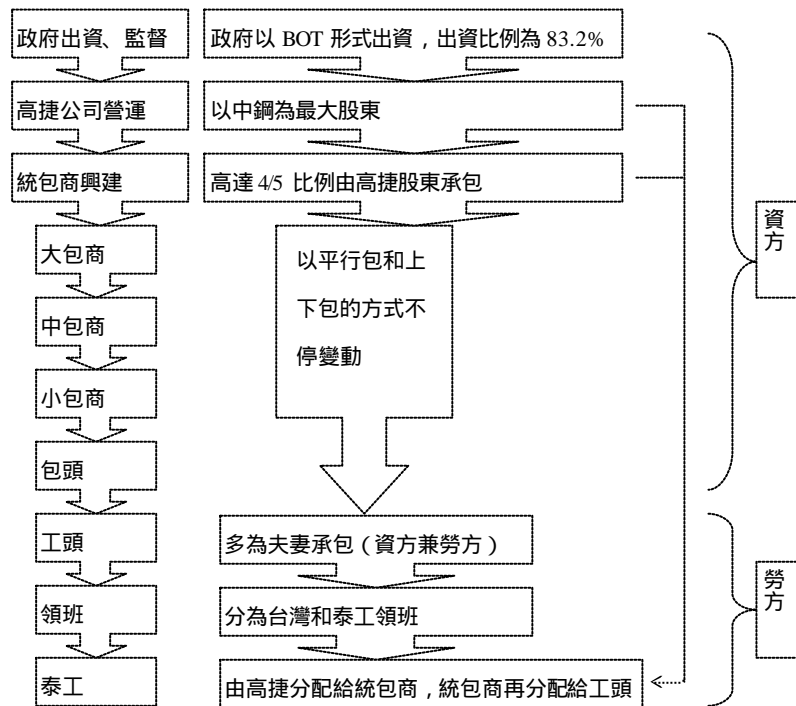 政府出資、監督
政府以 BOT 形式出資，出資比例為 83.2%
高捷公司營運
以中鋼為最大股東
統包商興建
高達 4/5 比例由高捷股東承包
大包商
以平行包和上
下包的方式不
停變動
中包商
小包商
包頭
資方
工頭
多為夫妻承包（資方兼勞方）
領班
分為台灣和泰工領班
泰工
由高捷分配給統包商，統包商再分配給工頭
勞方